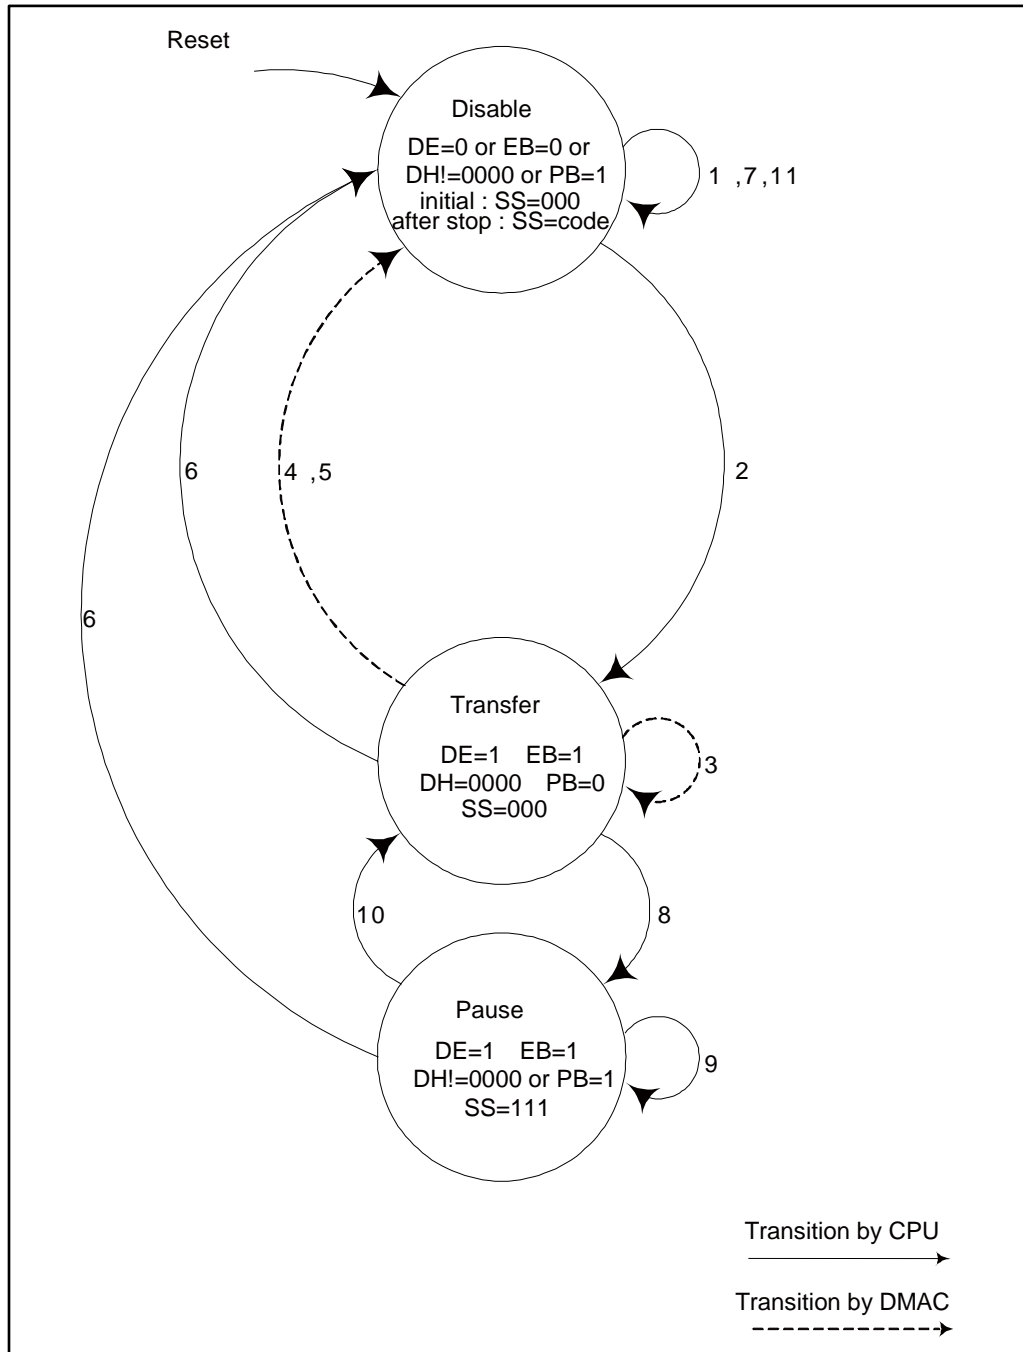 Reset
Disable
DE=0 or EB=0 or
DH!=0000 or PB=1
initial : SS=000
after stop : SS=code
1 ,7,11
6
4 ,5
2
6
Transfer
DE=1 EB=1
DH=0000 PB=0
SS=000
3
10
8
Pause
DE=1 EB=1
DH!=0000 or PB=1
SS=111
9
Transition by CPU
Transition by DMAC